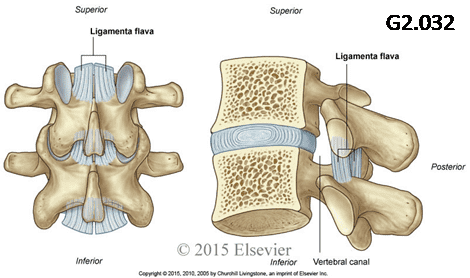 Superior
Ligamenta flava
Inferior
Superior
G2.032
Ligamenta flava
Posterior
Inferior
Vertebral canal
© 2015 Elsevier
Copyright © 2015, 2010, 2005 by Churchill Livingstone, an imprint of Elsevier, Inc.